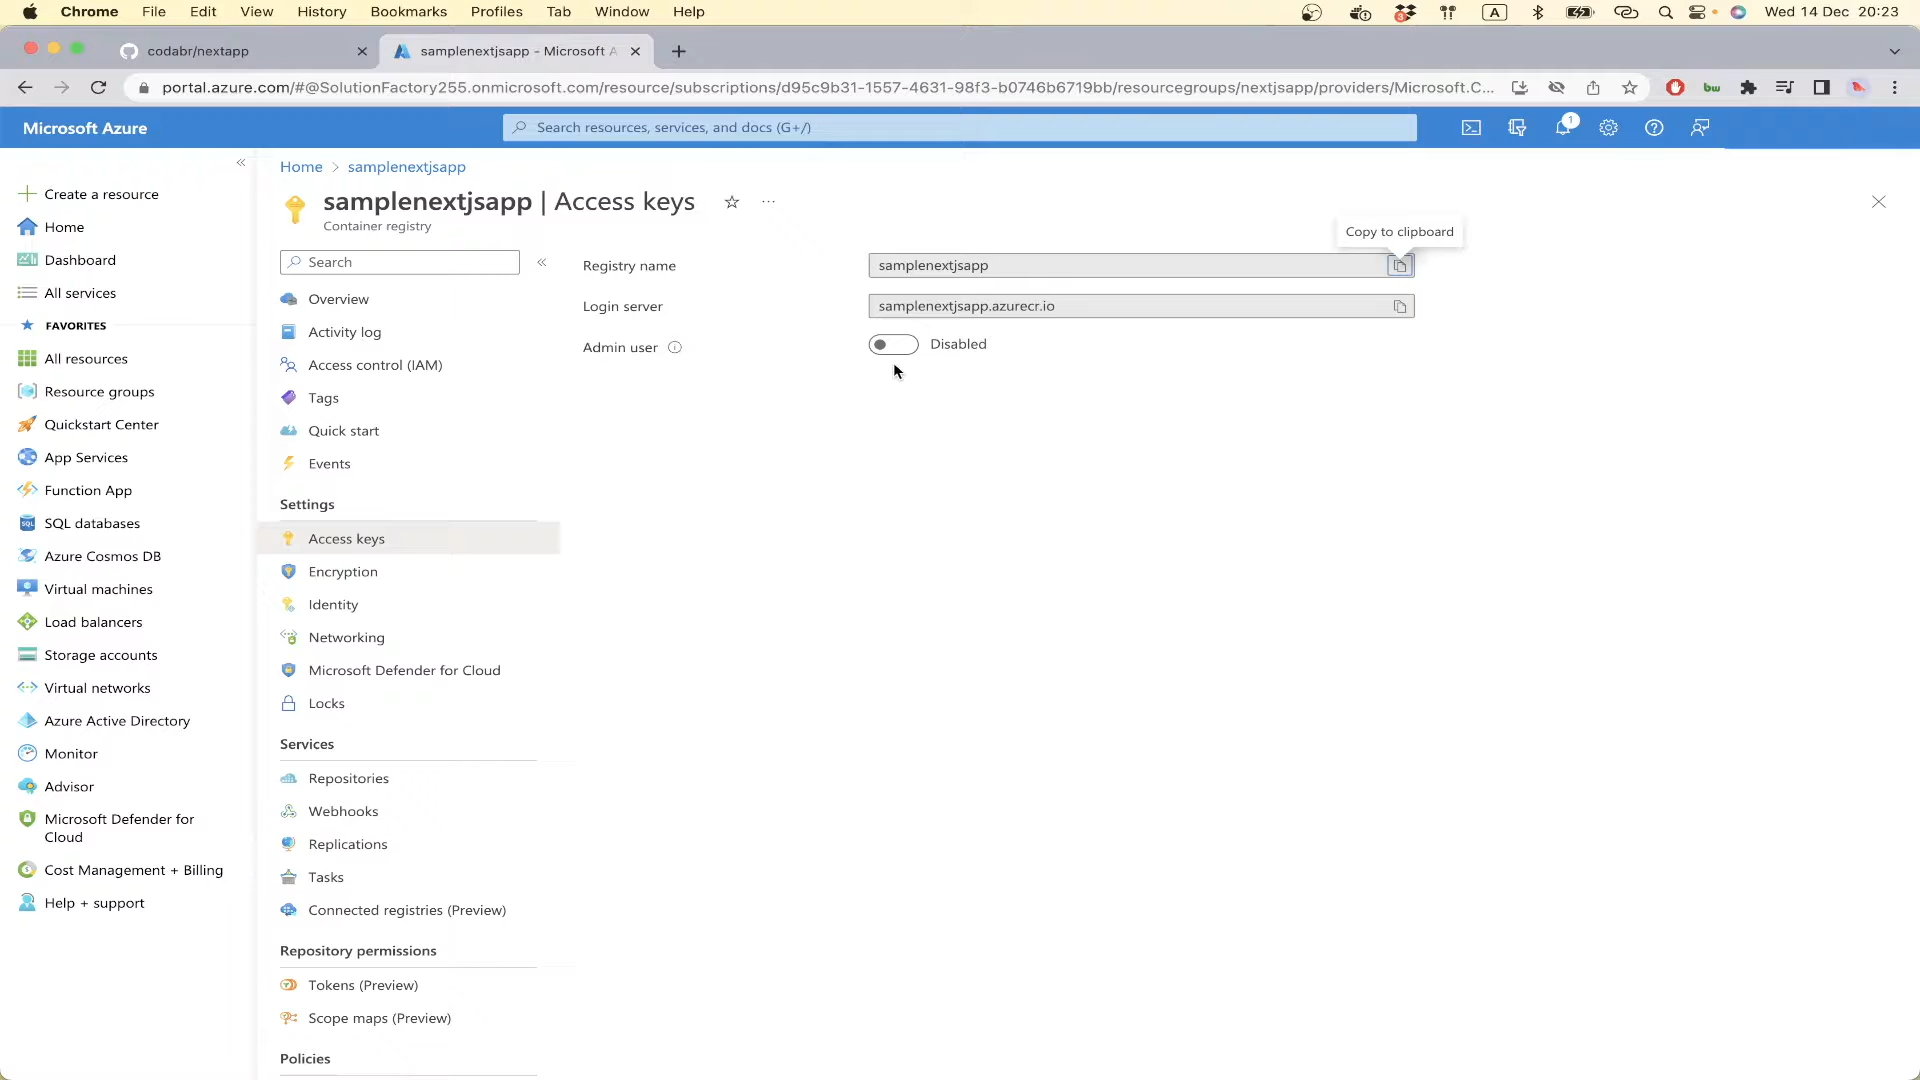 Chrome File Edit View History Bookmarks Profiles Tab Window Help
3 A Wed 14 Dec 20:23
codabr/nextapp
samplenextjsapp - Microsoft A
portal.azure.com/#@SolutionFactory255.onmicrosoft.com/resource/subscriptions/d95c9b31-1557-4631-98f3-b0746b6719bb/resourcegroups/nextjsapp/providers/Microsoft.C...
bw
Microsoft Azure
Search resources, services, and docs (G+/)
1
Create a resource
Home
Dashboard
All services
FAVORITES
All resources
Resource groups
Quickstart Center
App Services
Function App
SQL databases
Azure Cosmos DB
Virtual machines
Load balancers
Storage accounts
Virtual networks
Azure Active Directory
Monitor
Advisor
Microsoft Defender for
Cloud
Cost Management + Billing
Help + support
Home > samplenextjsapp
samplenextjsapp | Access keys
Container registry
Search
Overview
Activity log
Access control (IAM)
Tags
Quick start
Events
Settings
Access keys
Encryption
Identity
Networking
Microsoft Defender for Cloud
Locks
Services
Repositories
Webhooks
Replications
Tasks
Connected registries (Preview)
Repository permissions
Tokens (Preview)
Scope maps (Preview)
Policies
Copy to clipboard
Registry name samplenextjsapp
Login server samplenextjsapp.azurecr.io
Admin user Disabled